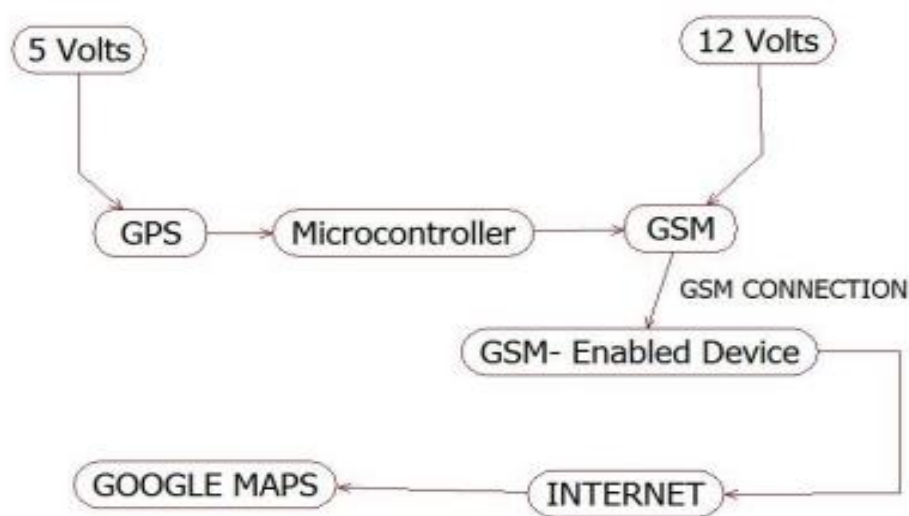 5 Volts
12 Volts
GPS
Microcontroller
GSM
GSM CONNECTION
GSM- Enabled Device
GOOGLE MAPS
INTERNET